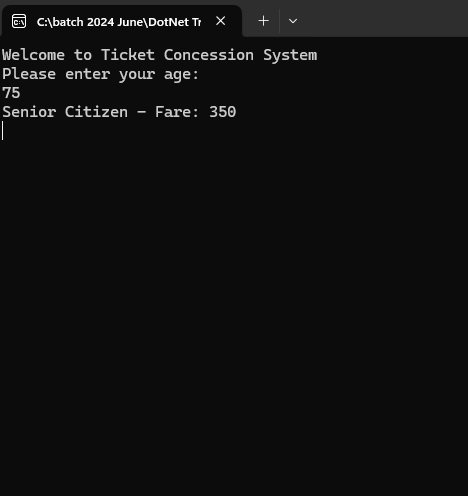 C:\batch 2024 June\DotNet Tr
Welcome to Ticket Concession System
Please enter your age:
75
Senior Citizen - Fare: 350